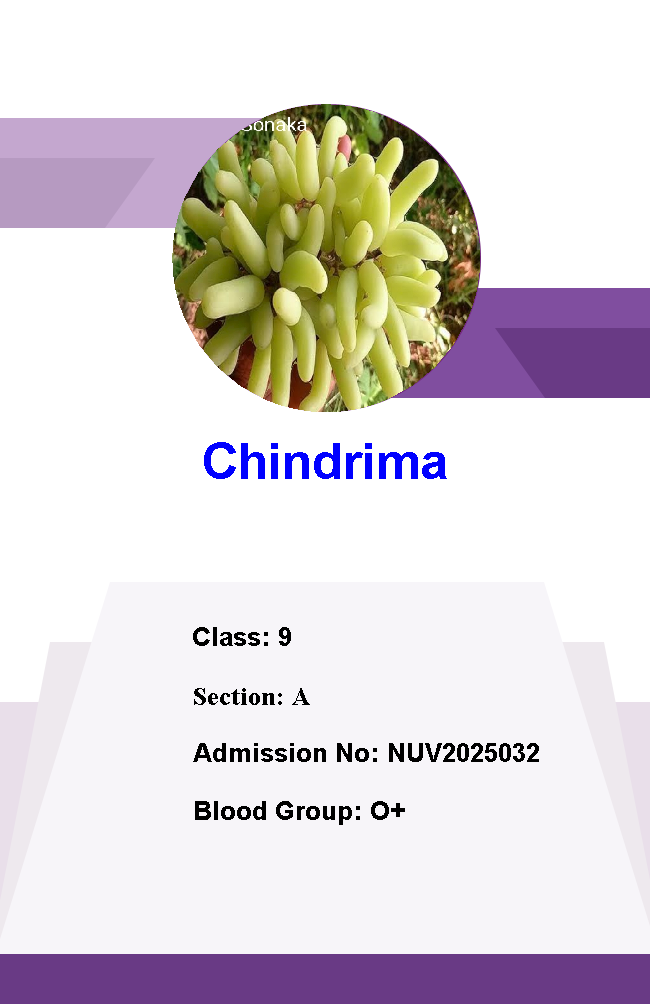 Sonaka
Chindrima
Class: 9
Section: A
Admission No: NUV2025032
Blood Group: O+